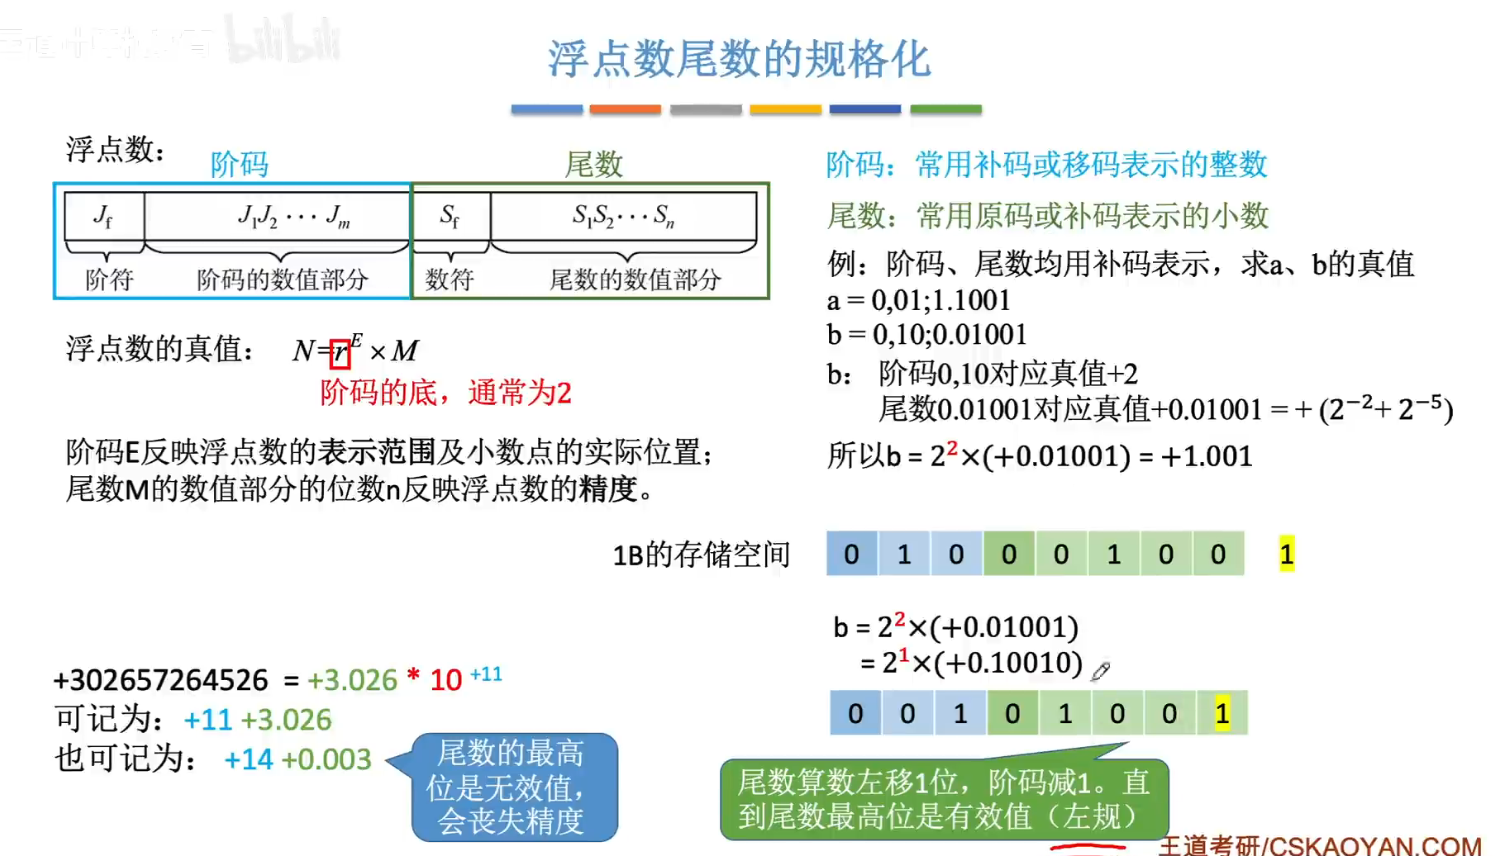 bilibili
浮点数尾数的规格化
浮点数：
阶码
尾数
J_f
J_1J_2 ··· J_m
S_f
S_1S_2 ··· S_n
阶符
阶码的数值部分
数符
尾数的数值部分
浮点数的真值： N=r^E × M
阶码的底，通常为2
阶码E反映浮点数的表示范围及小数点的实际位置；
尾数M的数值部分的位数n反映浮点数的精度。
阶码：常用补码或移码表示的整数
尾数：常用原码或补码表示的小数
例：阶码、尾数均用补码表示，求a、b的真值
a = 0,01;1.1001
b = 0,10;0.01001
b： 阶码0,10对应真值+2
尾数0.01001对应真值+0.01001 = + (2^{−2}+ 2^{−5})
所以b = 2^2×(+0.01001) = +1.001
1B的存储空间
0 1 0 0 0 1 0 0 1
b = 2^2×(+0.01001)
= 2^1×(+0.10010)
0 0 1 0 1 0 0 1
尾数算数左移1位，阶码减1。直
到尾数最高位是有效值（左规）
+302657264526 = +3.026 * 10 ^{+11}
可记为：+11 +3.026
也可记为： +14 +0.003
尾数的最高
位是无效值，
会丧失精度
王道考研/CSKAOYAN.COM